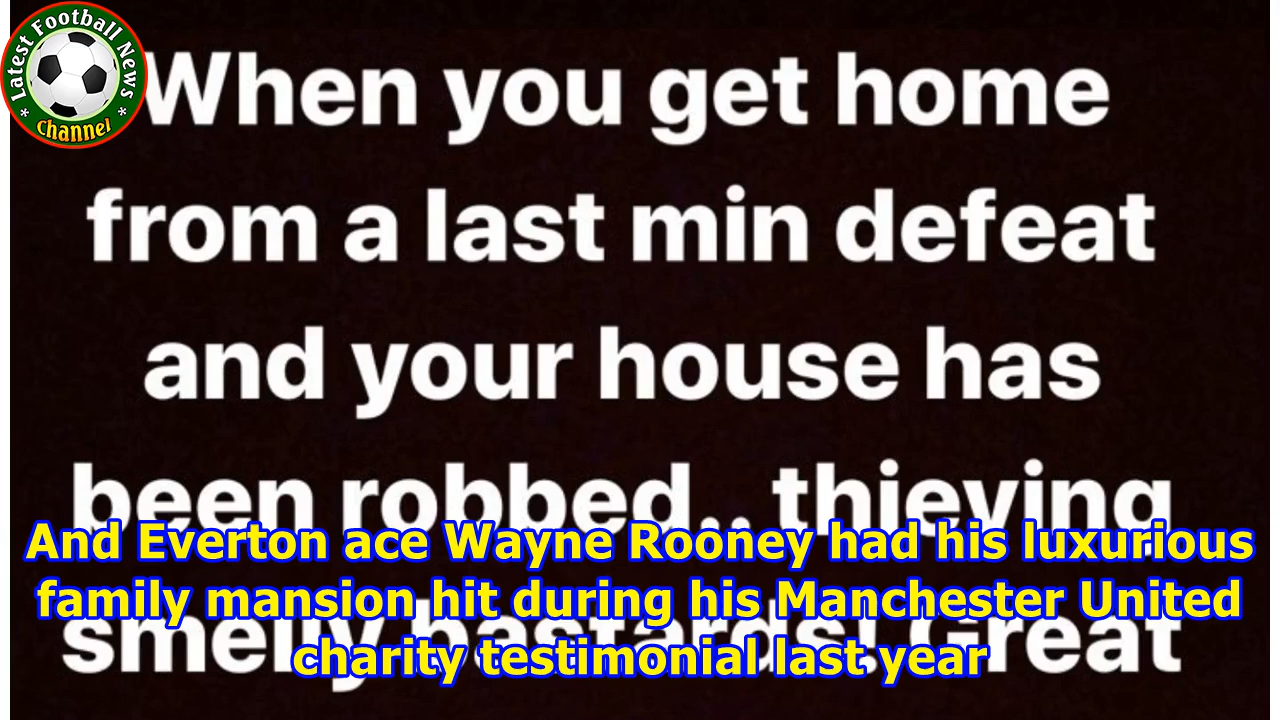 Latest Football News
* Channel *
When you get home
from a last min defeat
and your house has
been robbed.. thieving
smelly bastards! Great
And Everton ace Wayne Rooney had his luxurious
family mansion hit during his Manchester United
charity testimonial last year